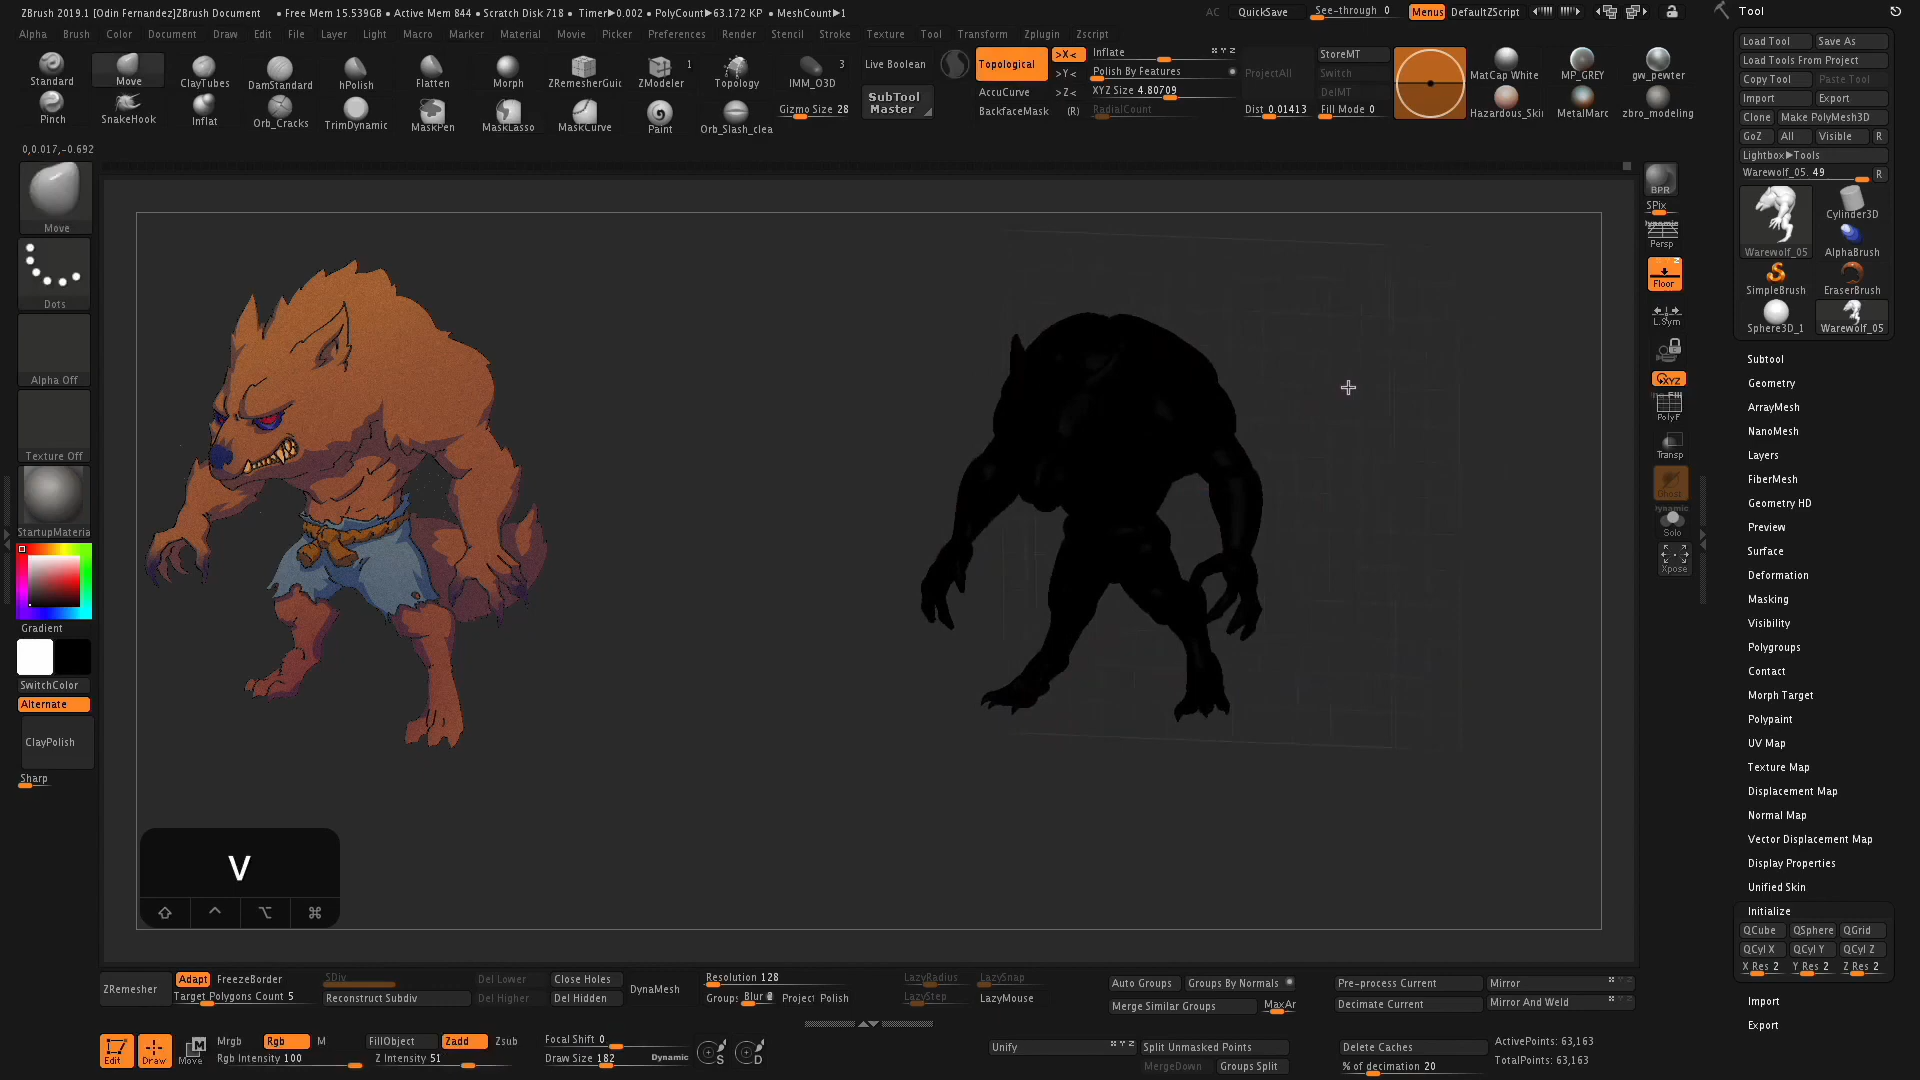 ZBrush 2019.1 [Odin Fernandez]ZBrush Document • Free Mem 15.539GB • Active Mem 844 • Scratch Disk 718 • Timer▶0.002 • PolyCount▶63.172 KP • MeshCount▶1 AC QuickSave See-through 0 Menus DefaultZScript Tool
Alpha Brush Color Document Draw Edit File Layer Light Macro Marker Material Movie Picker Preferences Render Stencil Stroke Texture Tool Transform Zplugin Zscript
Load Tool Save As
Load Tools From Project
Copy Tool Paste Tool
Import Export
Clone Make PolyMesh3D
GoZ All Visible R
Lightbox▶Tools
Warewolf_05. 49 R
Standard Move ClayTubes DamStandard hPolish Flatten Morph ZRemesherGuic ZModeler 1 Topology IMM_O3D 3
Pinch SnakeHook Inflat Orb_Cracks TrimDynamic MaskPen MaskLasso MaskCurve Paint Orb_Slash_clea Gizmo Size 28
Live Boolean
SubTool
Master
Topological
AccuCurve
BackfaceMask (R)
>X<
>Y<
>Z<
Inflate
Polish By Features
XYZ Size 4.80709
RadialCount
ProjectAll
Dist 0.01413
StoreMT
Switch
DelMT
Fill Mode 0
MatCap White MP_GREY gw_pewter
Hazardous_Skin MetalMarc zbro_modeling
0,0.017,-0.692
Move
Dots
Alpha Off
Texture Off
StartupMateria
Gradient
SwitchColor
Alternate
ClayPolish
Sharp
V
BPR
SPix
Dynamic
Persp
Floor
L.Sym
XYZ
PolyF
Transp
Ghost
Dynamic
Solo
Xpose
Warewolf_05 Cylinder3D
AlphaBrush
SimpleBrush EraserBrush
Sphere3D_1 Warewolf_05
Subtool
Geometry
ArrayMesh
NanoMesh
Layers
FiberMesh
Geometry HD
Preview
Surface
Deformation
Masking
Visibility
Polygroups
Contact
Morph Target
Polypaint
UV Map
Texture Map
Displacement Map
Normal Map
Vector Displacement Map
Display Properties
Unified Skin
Initialize
QCube QSphere QGrid
QCyl X QCyl Y QCyl Z
X Res 2 Y Res 2 Z Res 2
Import
Export
ZRemesher
Adapt FreezeBorder
Target Polygons Count 5
SDiv
Reconstruct Subdiv
Del Lower Close Holes
Del Higher Del Hidden
DynaMesh
Resolution 128
Groups Blur 0 Project Polish
LazyRadius LazySnap
LazyStep LazyMouse
Auto Groups Groups By Normals
Merge Similar Groups MaxAr
Pre-process Current Mirror
Decimate Current Mirror And Weld
Edit Draw Move
Mrgb Rgb M
Rgb Intensity 100
FillObject Zadd Zsub
Z Intensity 51
Focal Shift 0
Draw Size 182 Dynamic
S D
Unify
Split Unmasked Points
MergeDown Groups Split
Delete Caches
% of decimation 20
ActivePoints: 63,163
TotalPoints: 63,163